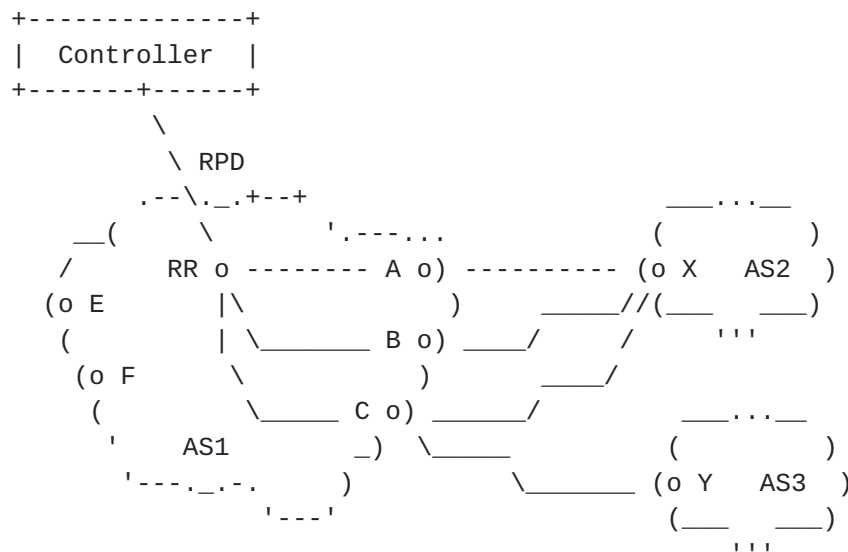 Controller
RPD
RR o A o) (o X AS2
(o E
B o)
(o F
C o)
AS1
(o Y AS3